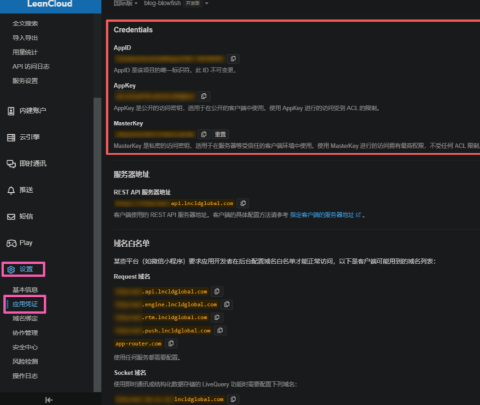 LeanCloud
国际版 blog-blowfish 开发版
全文搜索
导入导出
用量统计
API 访问日志
服务设置
内建账户
云引擎
即时通讯
推送
短信
Play
设置
基本信息
应用凭证
域名绑定
协作管理
安全中心
风险检测
操作日志
Credentials
AppID
AppID 是该项目的唯一标识符，此 ID 不可变更。
AppKey
AppKey 是公开的访问密钥，适用于在公开的客户端中使用。使用 AppKey 进行的访问受到 ACL 的限制。
MasterKey
重置
MasterKey 是私密的访问密钥，适用于在服务器等受信任的客户端环境中使用。使用 MasterKey 进行的访问拥有最高权限，不受任何 ACL 限制
服务器地址
REST API 服务器地址
api.lncldglobal.com
客户端使用的 REST API 服务器地址。客户端的具体配置方法请参考 指定客户端的服务器地址。
域名白名单
某些平台（如微信小程序）要求应用开发者在后台配置域名白名单才能正常访问，以下是客户端可能用到的域名列表：
Request 域名
.api.lncldglobal.com
.engine.lncldglobal.com
.rtm.lncldglobal.com
.push.lncldglobal.com
app-router.com
使用任何服务都需要配置。
Socket 域名
使用即时通讯或结构化数据存储的 LiveQuery 功能时需要配置下列域名：
lncldglobal.com